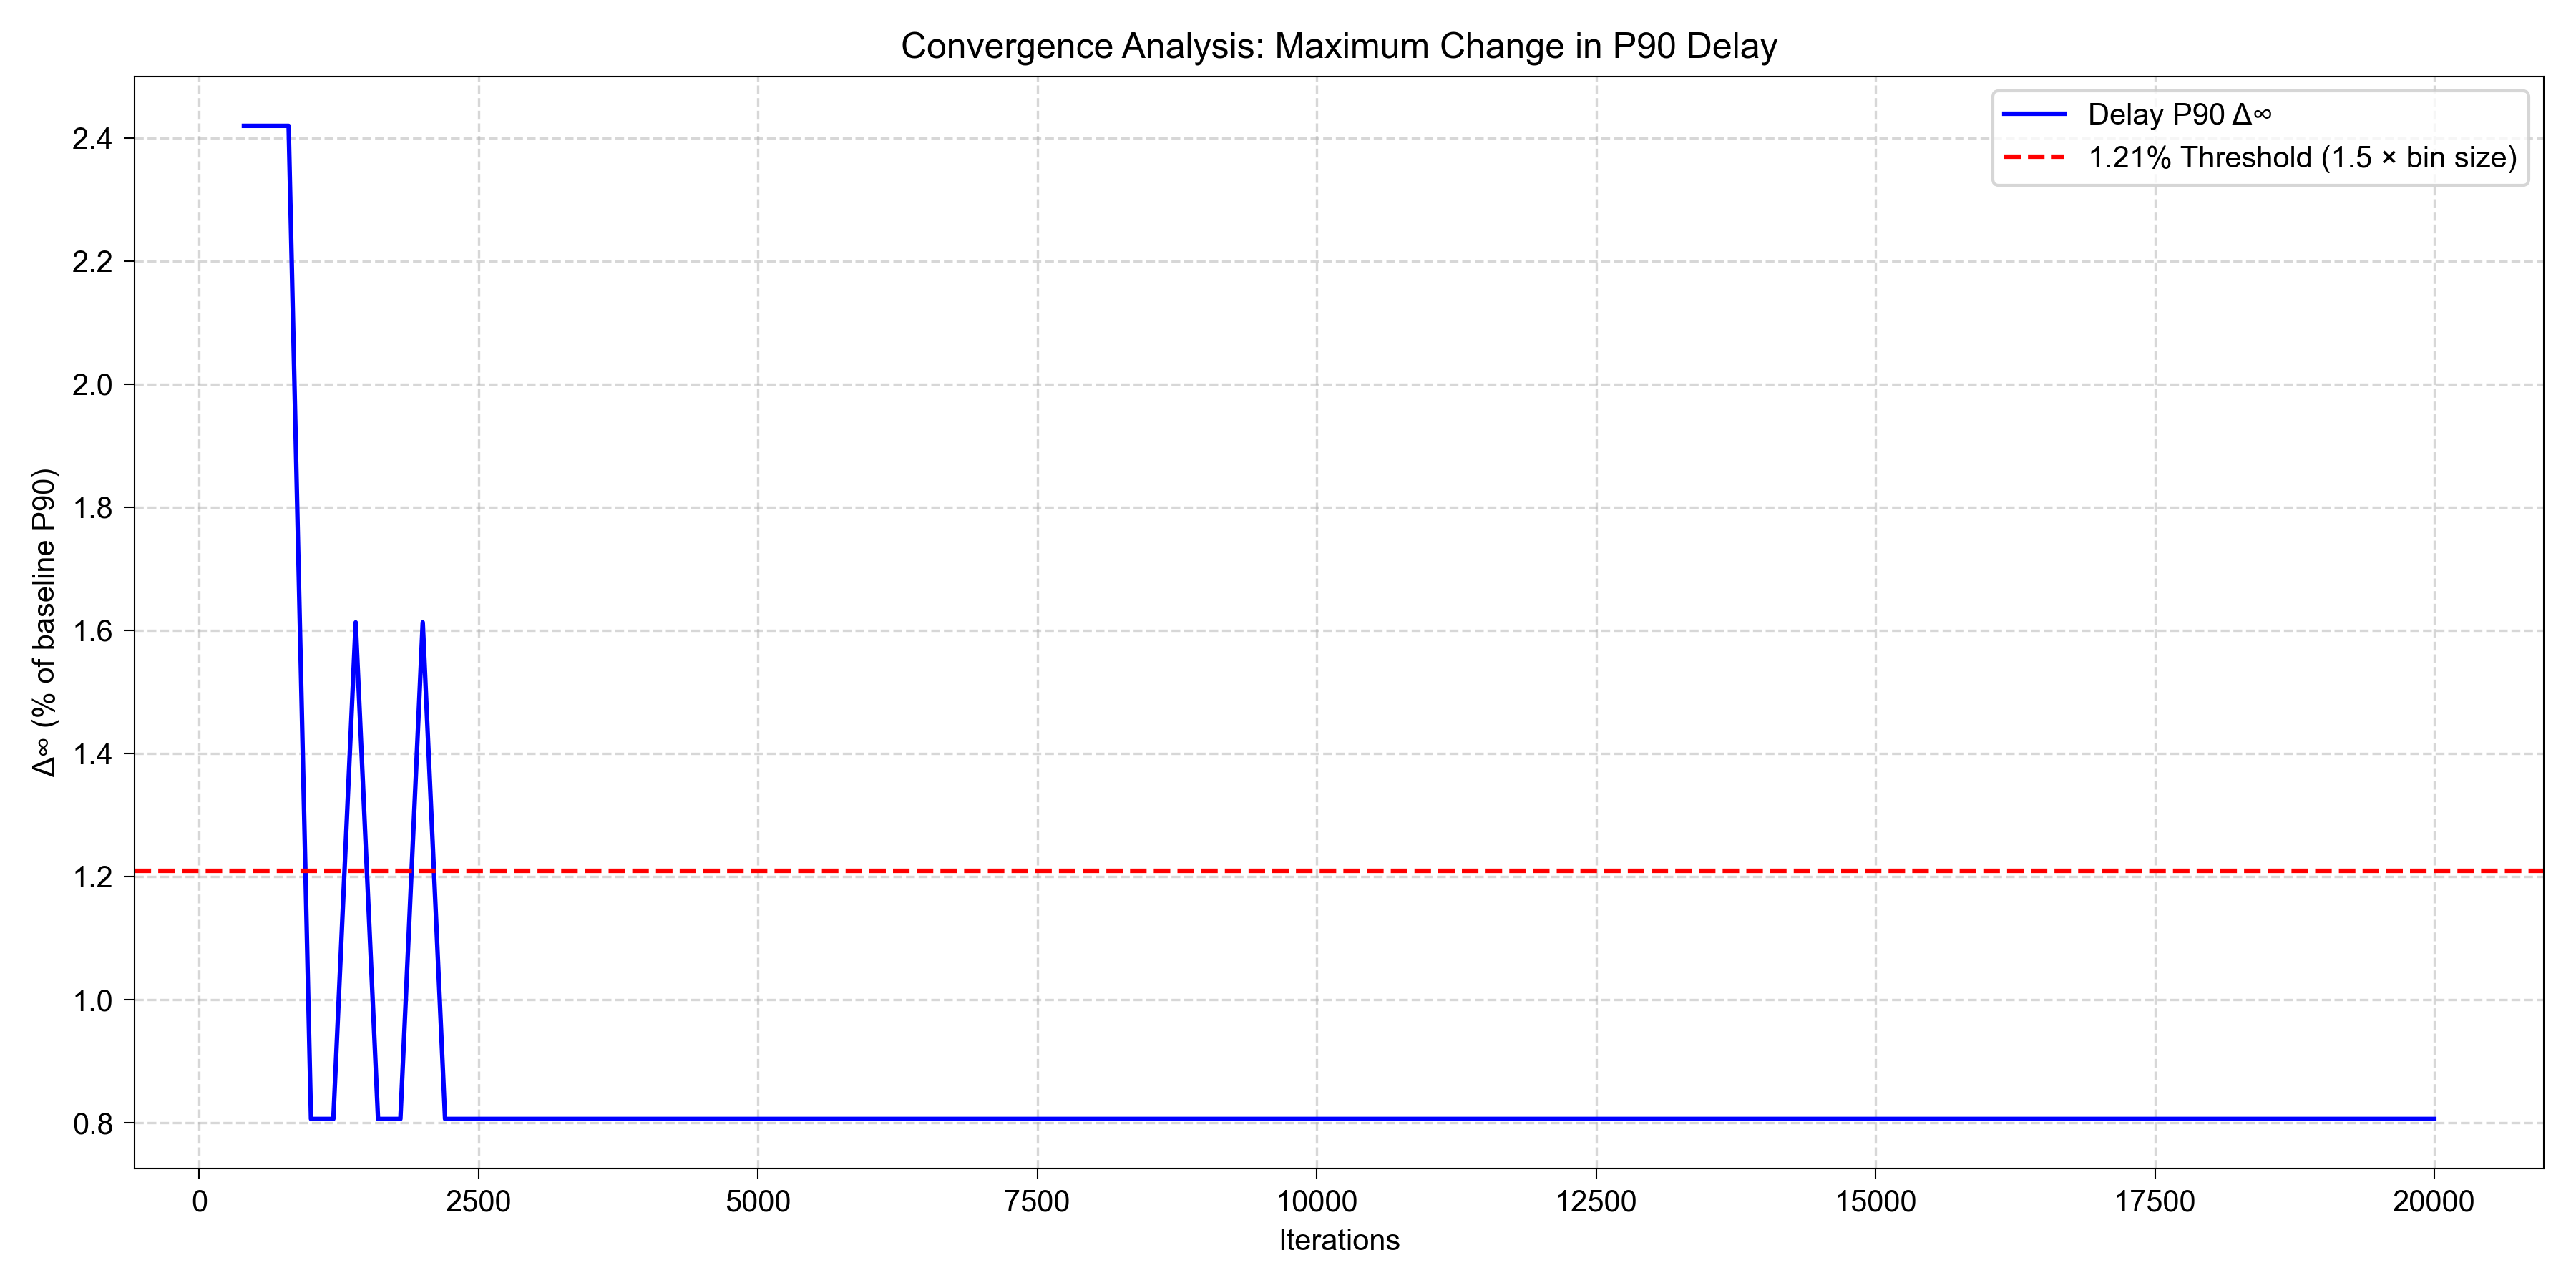 Convergence Analysis: Maximum Change in P90 Delay
Delay P90 Δ∞
1.21% Threshold (1.5 × bin size)
Δ∞ (% of baseline P90)
2.4
2.2
2.0
1.8
1.6
1.4
1.2
1.0
0.8
0 2500 5000 7500 10000 12500 15000 17500 20000
Iterations